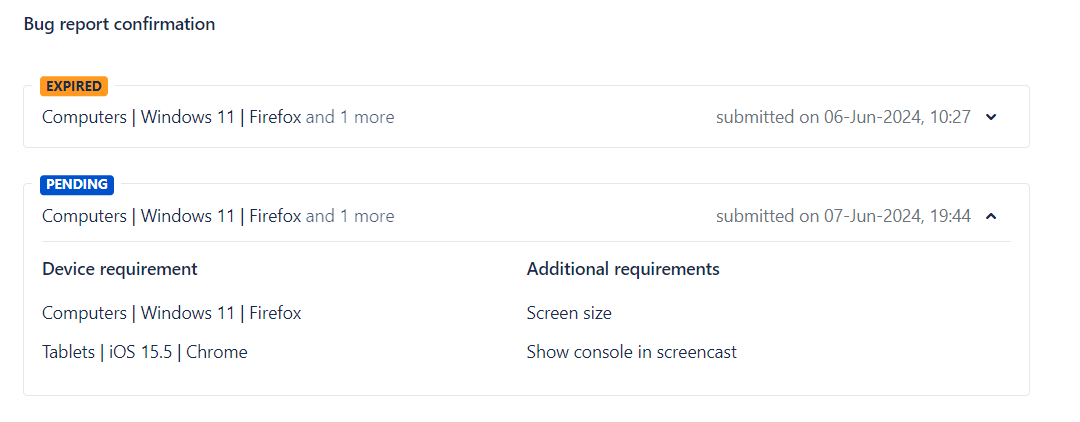 Bug report confirmation
EXPIRED
Computers | Windows 11 | Firefox and 1 more submitted on 06-Jun-2024, 10:27
PENDING
Computers | Windows 11 | Firefox and 1 more submitted on 07-Jun-2024, 19:44
Device requirement Additional requirements
Computers | Windows 11 | Firefox Screen size
Tablets | iOS 15.5 | Chrome Show console in screencast